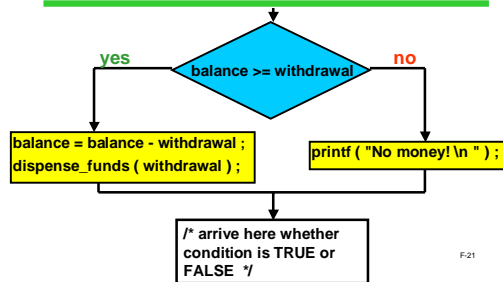 yes
no
balance >= withdrawal
balance = balance - withdrawal ;
dispense_funds ( withdrawal ) ;
printf ( "No money! \n " ) ;
/* arrive here whether
condition is TRUE or
FALSE */
F-21